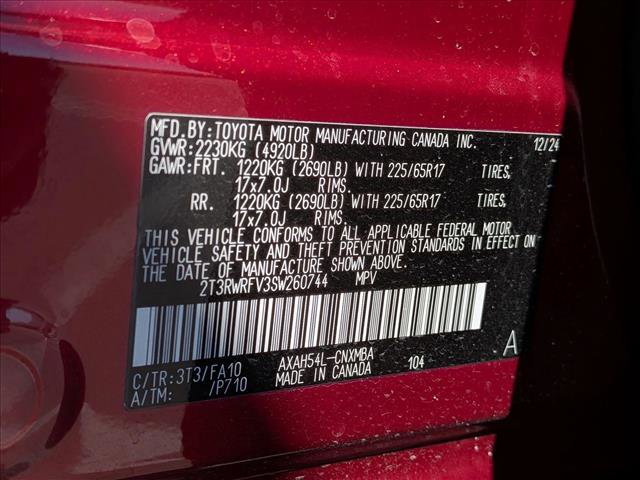 MFD. BY: TOYOTA MOTOR MANUFACTURING CANADA INC. 12/24
GVWR: 2230KG (4920LB)
GAWR: FRT. 1220KG (2690LB) WITH 225/65R17 TIRES,
17x7.0J RIMS.
RR. 1220KG (2690LB) WITH 225/65R17 TIRES,
17x7.0J RIMS.
THIS VEHICLE CONFORMS TO ALL APPLICABLE FEDERAL MOTOR
VEHICLE SAFETY AND THEFT PREVENTION STANDARDS IN EFFECT ON
THE DATE OF MANUFACTURE SHOWN ABOVE.
2T3RWRFV3SW260744 MPV
C/TR: 3T3/FA10 AXAH54L-CNXMBA 104 A
A/TM: /P710 MADE IN CANADA